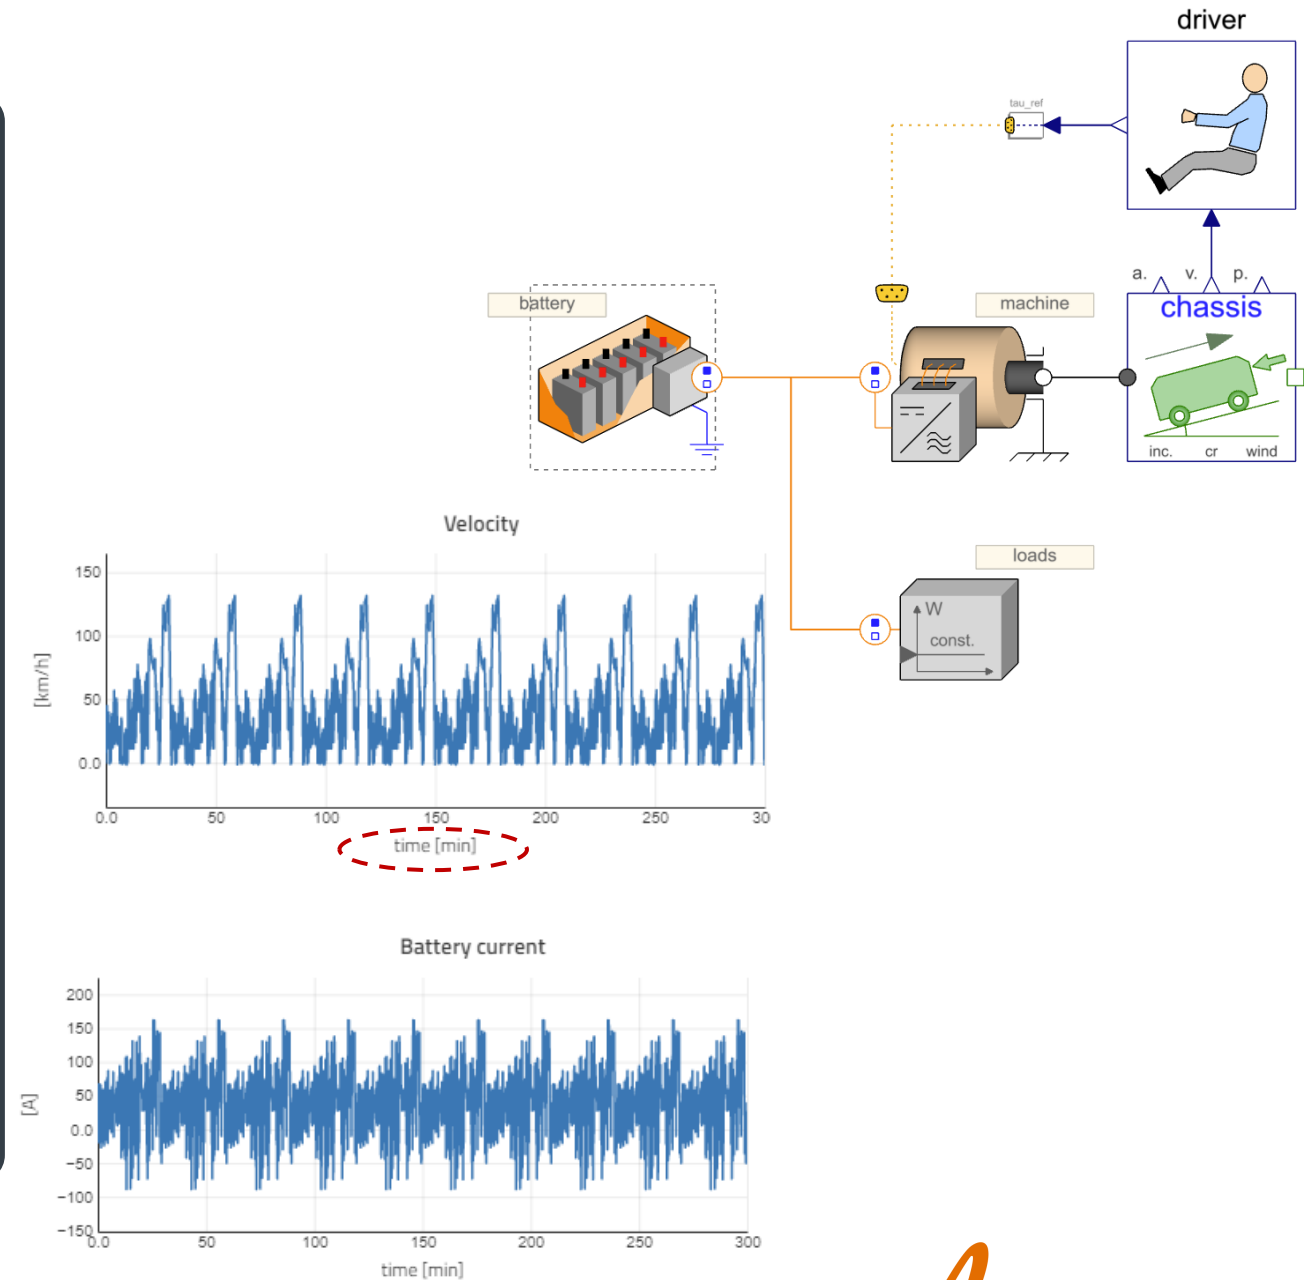 driver
tau_ref
a. v. p.
battery
machine
chassis
inc. cr wind
loads
W
const.
Velocity
[km/h]
150
100
50
0.0
0.0 50 100 150 200 250 30
time [min]
Battery current
[A]
200
150
100
50
0.0
−50
−100
−150
0.0 50 100 150 200 250 300
time [min]